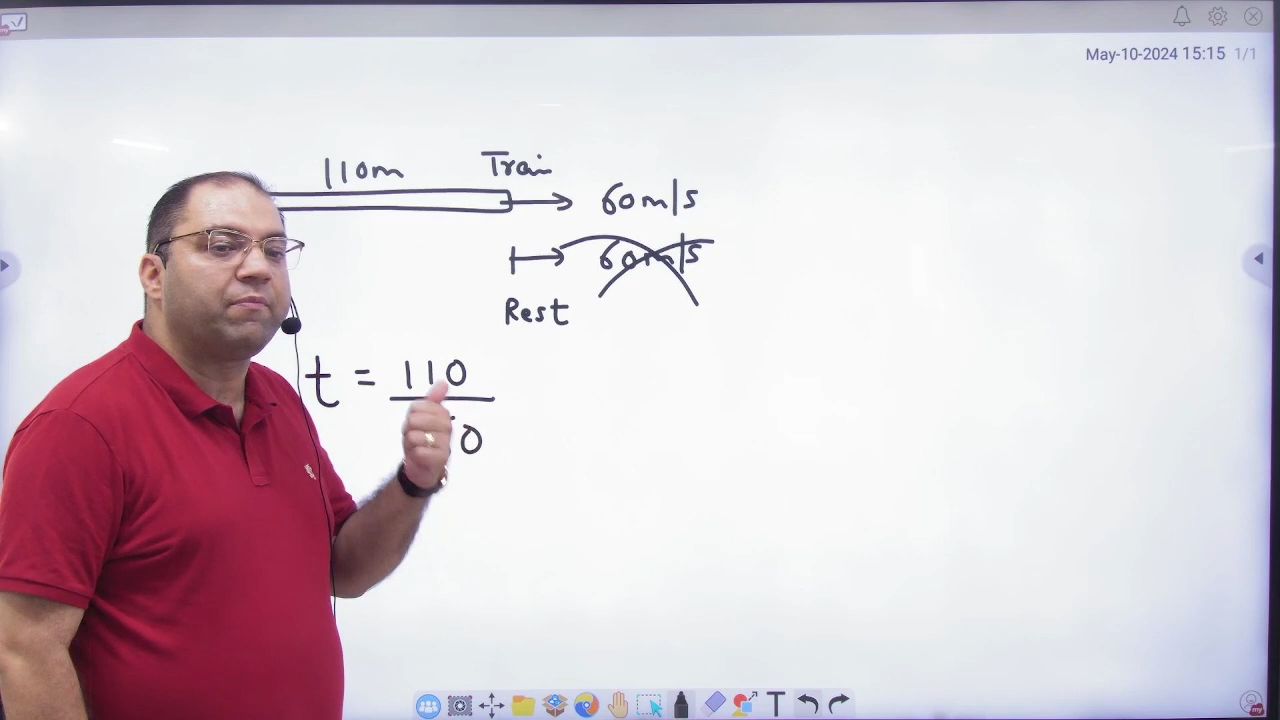 May-10-2024 15:15 1/1
110m Train
60m/s
60m/s
Rest
t = 110
0
T